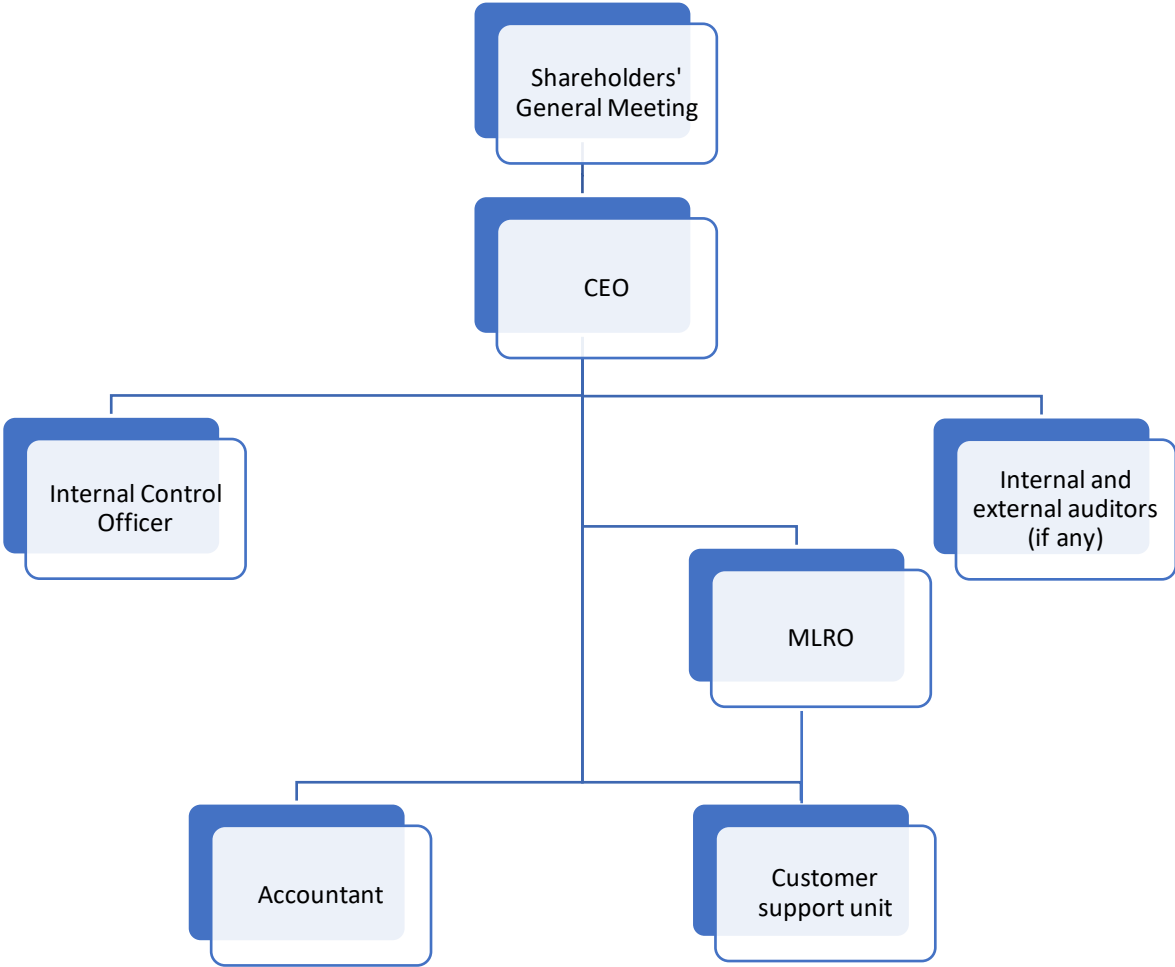 Shareholders'
General Meeting
CEO
Internal Control
Officer
Internal and
external auditors
(if any)
MLRO
Accountant
Customer
support unit